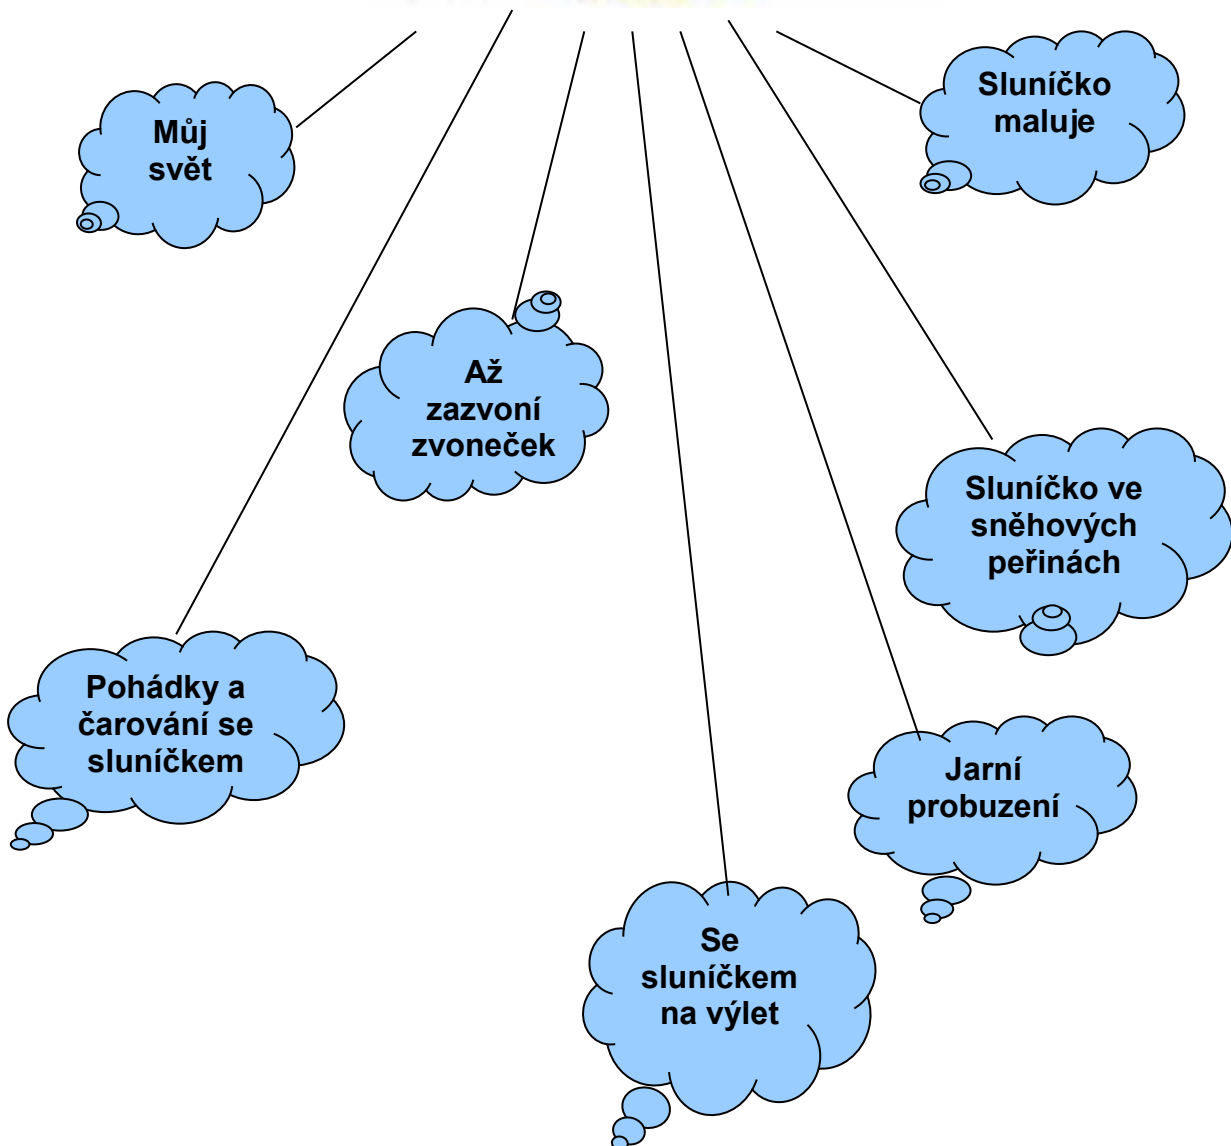 Můj
svět
Sluníčko
maluje
Až
zazvoní
zvoneček
Sluníčko ve
sněhových
peřinách
Pohádky a
čarování se
sluníčkem
Jarní
probuzení
Se
sluníčkem
na výlet